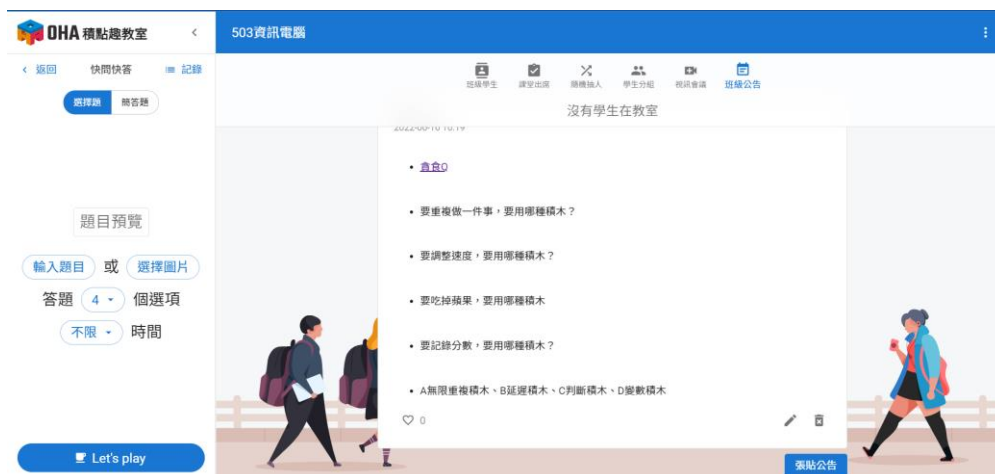 OHA 積點趣教室
503資訊電腦
返回 快問快答 記錄
選擇題 簡答題
題目預覽
輸入題目 或 選擇圖片
答題 4 個選項
不限 時間
Let's play
班級學生 課堂出席 隨機抽人 學生分組 視訊會議 班級公告
沒有學生在教室
貪食Q
要重複做一件事，要用哪種積木？
要調整速度，要用哪種積木？
要吃掉蘋果，要用哪種積木
要記錄分數，要用哪種積木？
A無限重複積木、B延遲積木、C判斷積木、D變數積木
0
張貼公告